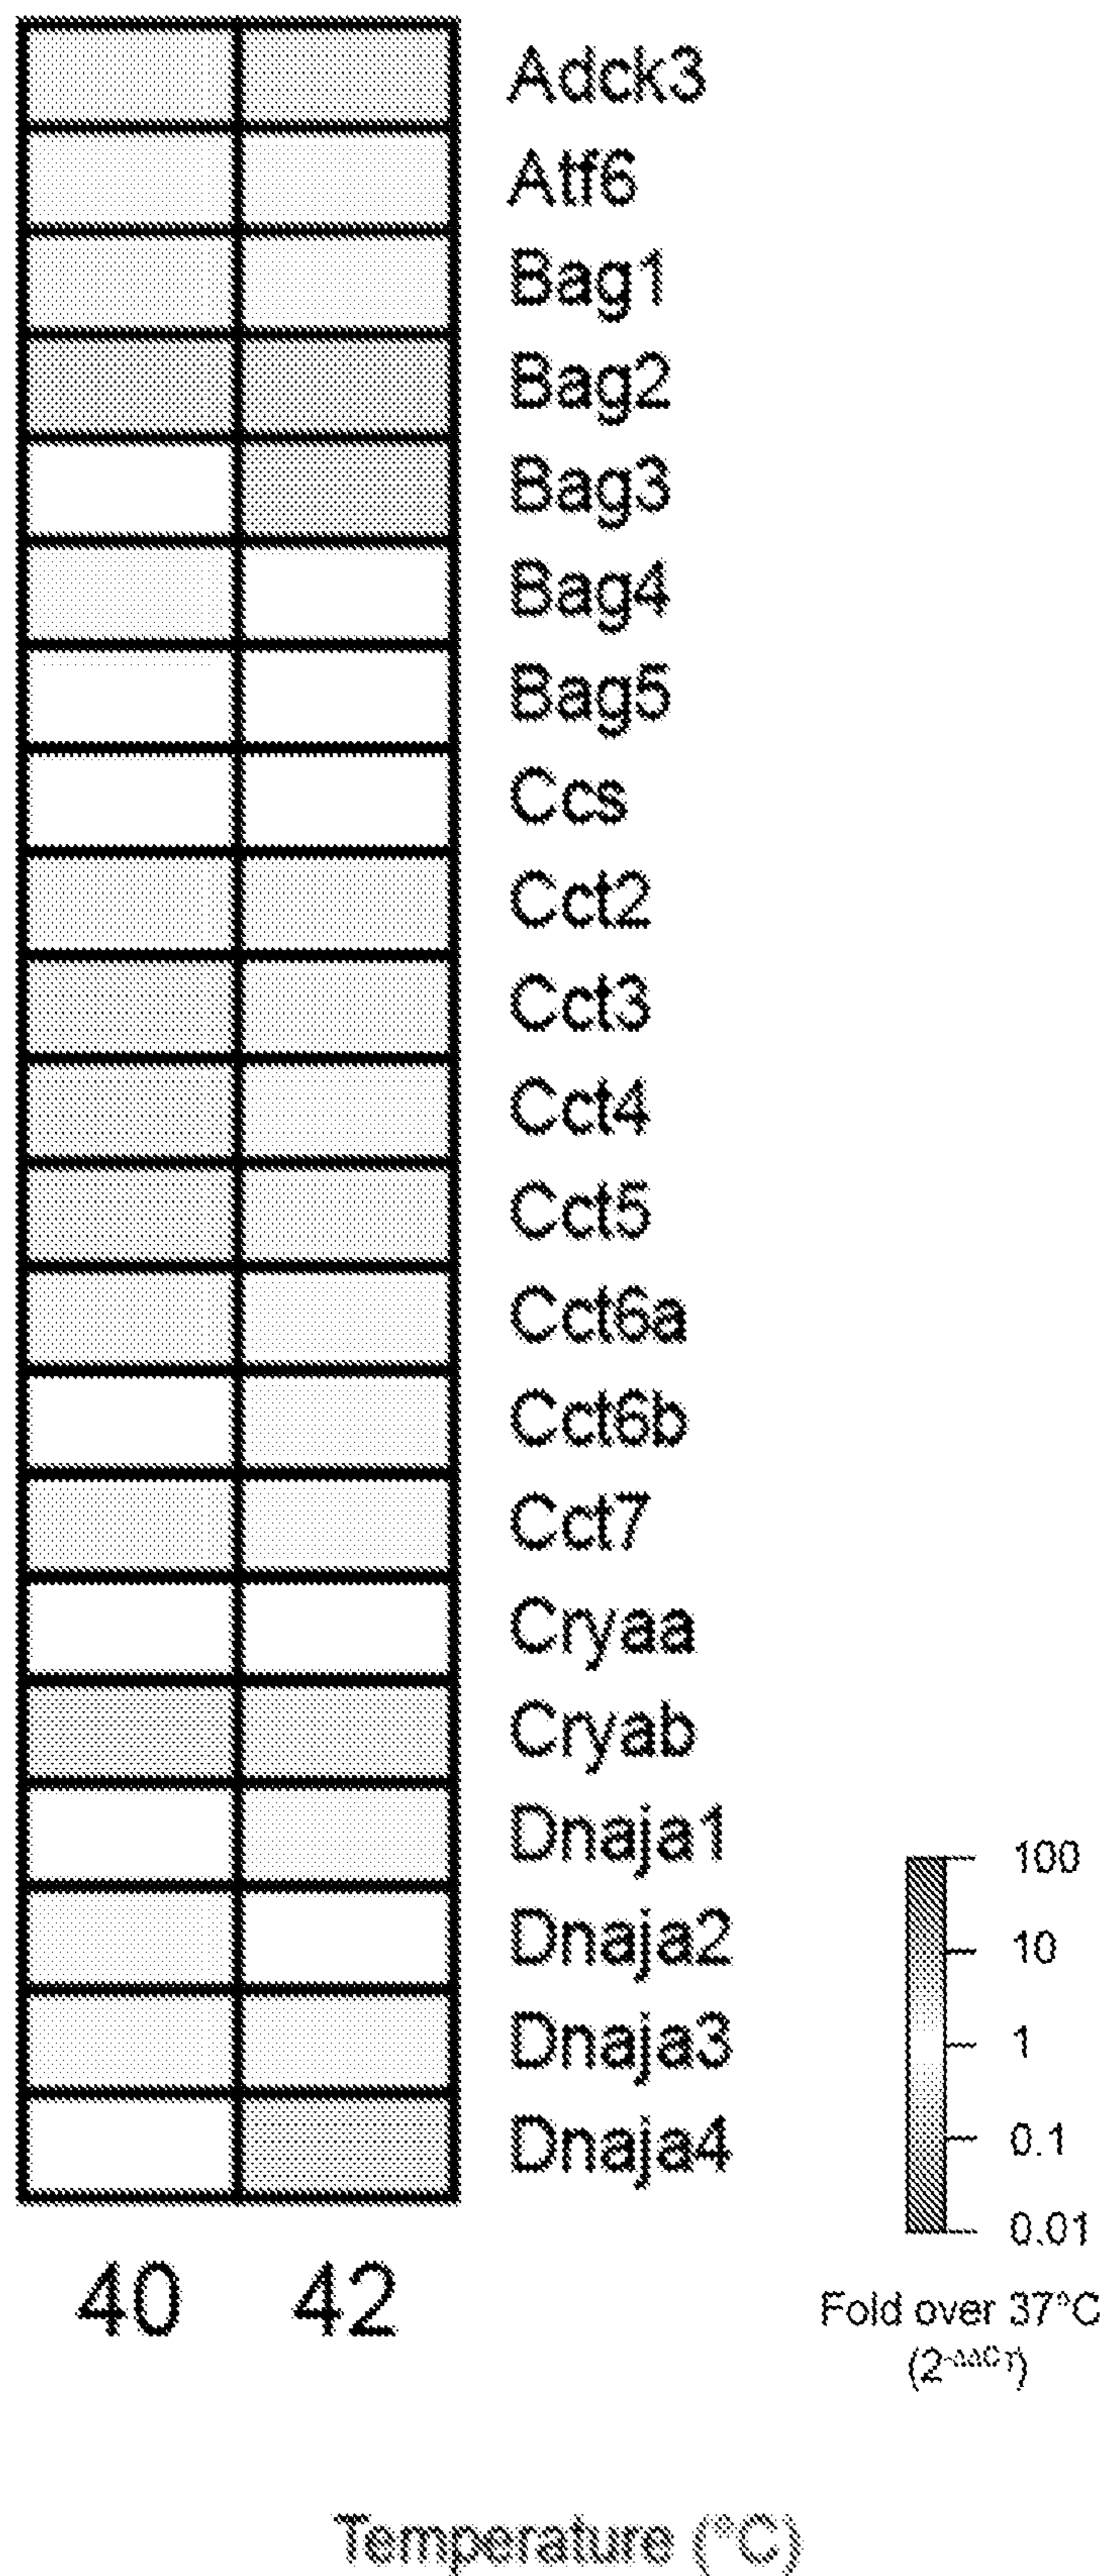 Adck3
Atf6
Bag1
Bag2
Bag3
Bag4
Bag5
Ccs
Cct2
Cct3
Cct4
Cct5
Cct6a
Cct6b
Cct7
Cryaa
Cryab
Dnaja1
Dnaja2
Dnaja3
Dnaja4
40 42
100
10
1
0.1
0.01
Fold over 37°C
(2-ΔΔCT)
Temperature (°C)